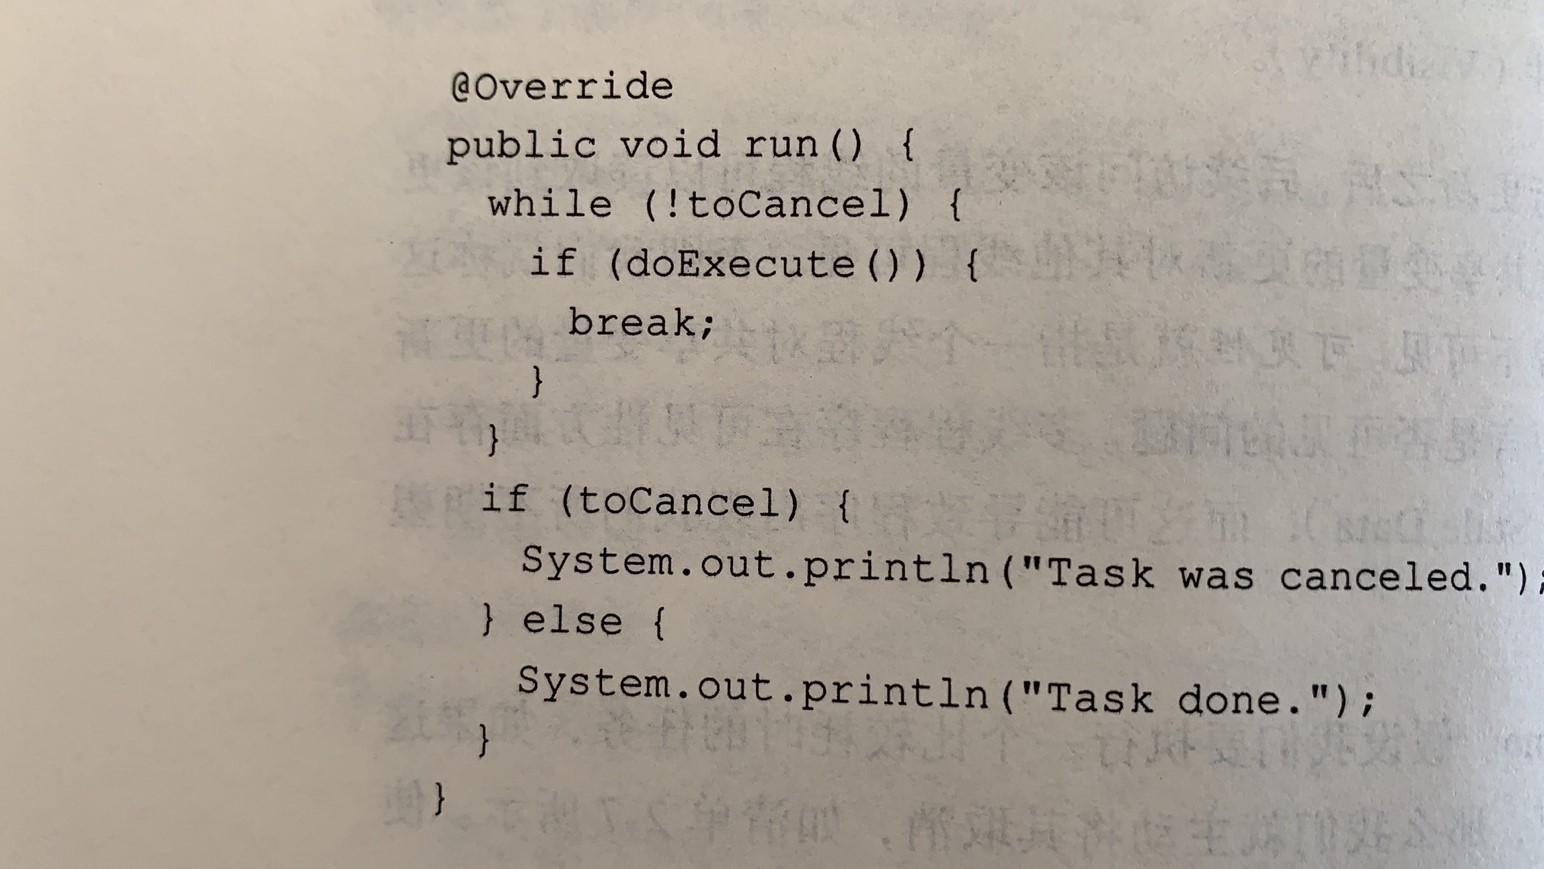 @Override
public void run() {
while (!toCancel) {
if (doExecute()) {
break;
}
}
if (toCancel) {
System.out.println("Task was canceled.");
} else {
System.out.println("Task done.");
}
}